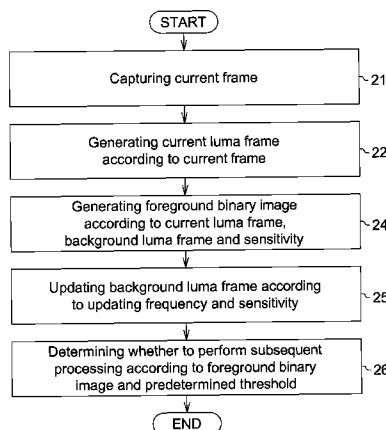 START
Capturing current frame
21
Generating current luma frame
according to current frame
22
Generating foreground binary image
according to current luma frame,
background luma frame and sensitivity
24
Updating background luma frame according
to updating frequency and sensitivity
25
Determining whether to perform subsequent
processing according to foreground binary
image and predetermined threshold
26
END